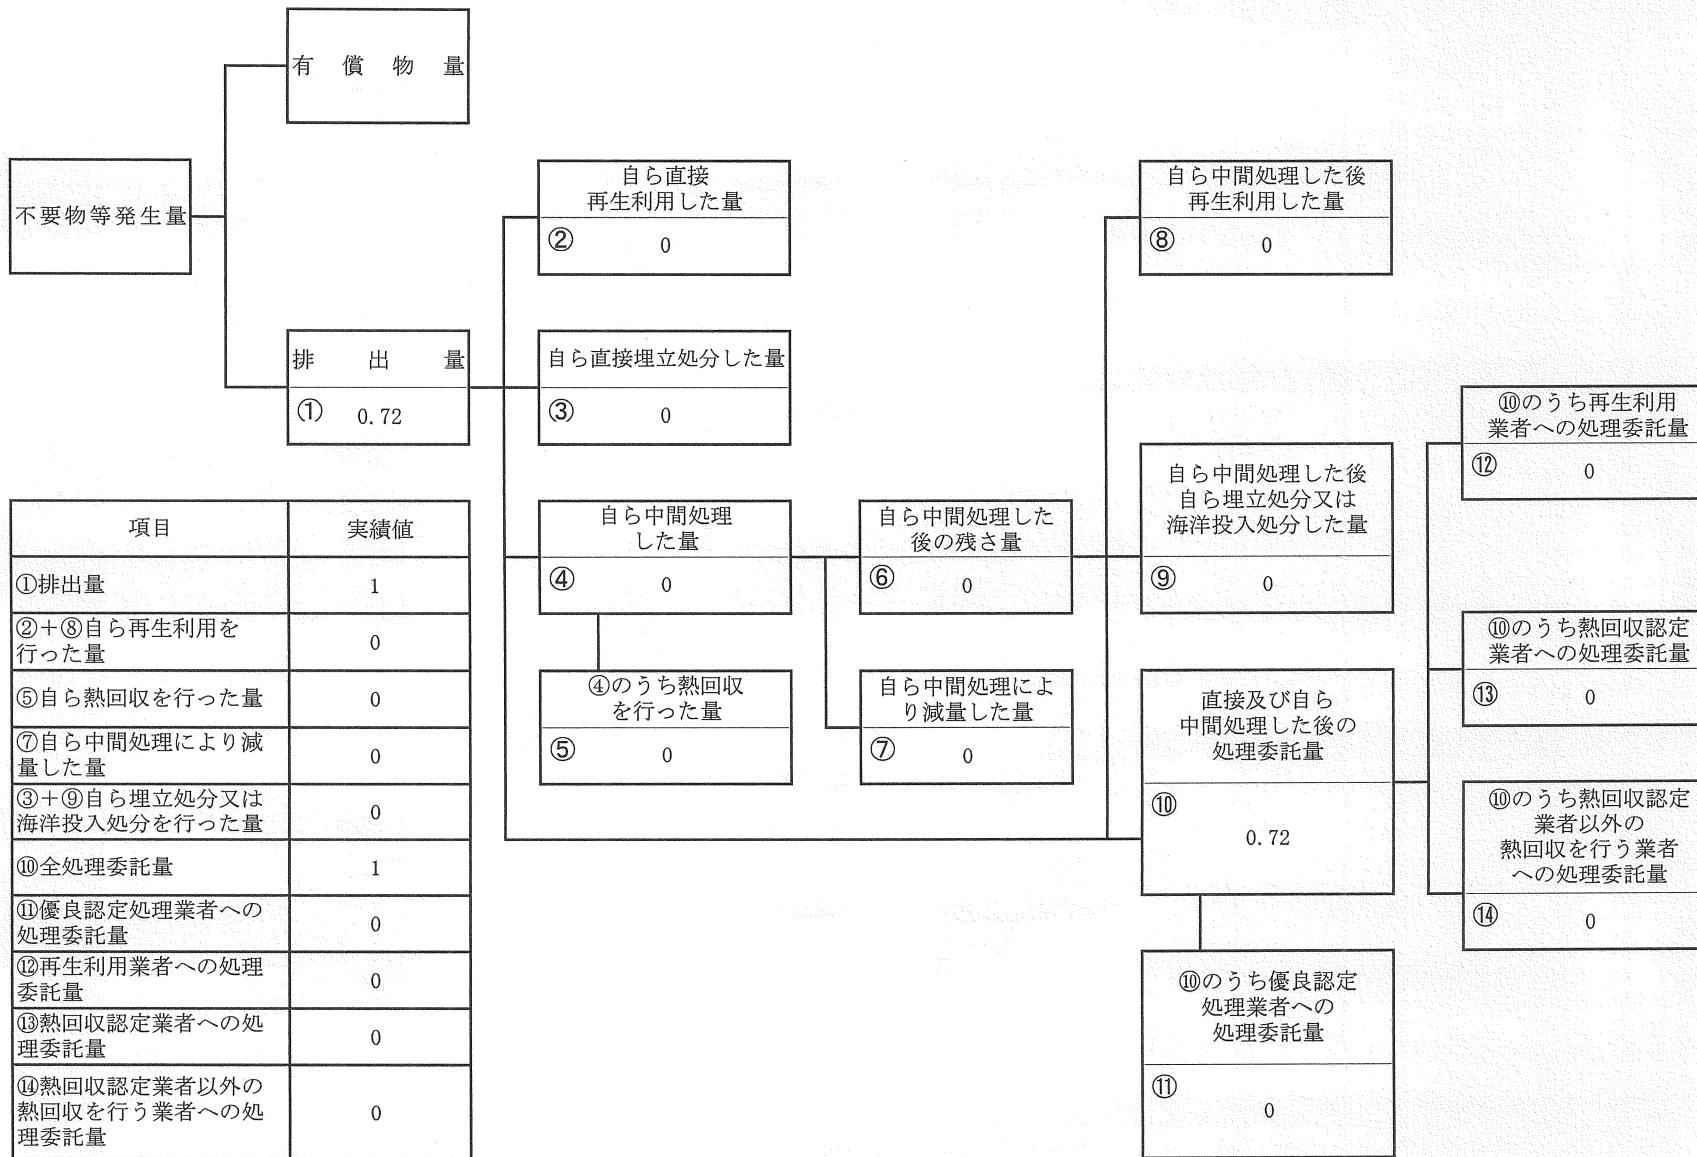 有償物量
不要物等発生量
排出量
① 0.72
自ら直接
再生利用した量
② 0
自ら直接埋立処分した量
③ 0
自ら中間処理
した量
④ 0
④のうち熱回収
を行った量
⑤ 0
自ら中間処理した
後の残さ量
⑥ 0
自ら中間処理によ
り減量した量
⑦ 0
自ら中間処理した後
再生利用した量
⑧ 0
自ら中間処理した後
自ら埋立処分又は
海洋投入処分した量
⑨ 0
直接及び自ら
中間処理した後の
処理委託量
⑩
0.72
⑩のうち優良認定
処理業者への
処理委託量
⑪
0
⑩のうち再生利用
業者への処理委託量
⑫ 0
⑩のうち熱回収認定
業者への処理委託量
⑬ 0
⑩のうち熱回収認定
業者以外の
熱回収を行う業者
への処理委託量
⑭ 0
項目 実績値
①排出量 1
②+⑧自ら再生利用を
行った量 0
⑤自ら熱回収を行った量 0
⑦自ら中間処理により減
量した量 0
③+⑨自ら埋立処分又は
海洋投入処分を行った量 0
⑩全処理委託量 1
⑪優良認定処理業者への
処理委託量 0
⑫再生利用業者への処理
委託量 0
⑬熱回収認定業者への処
理委託量 0
⑭熱回収認定業者以外の
熱回収を行う業者への処
理委託量 0